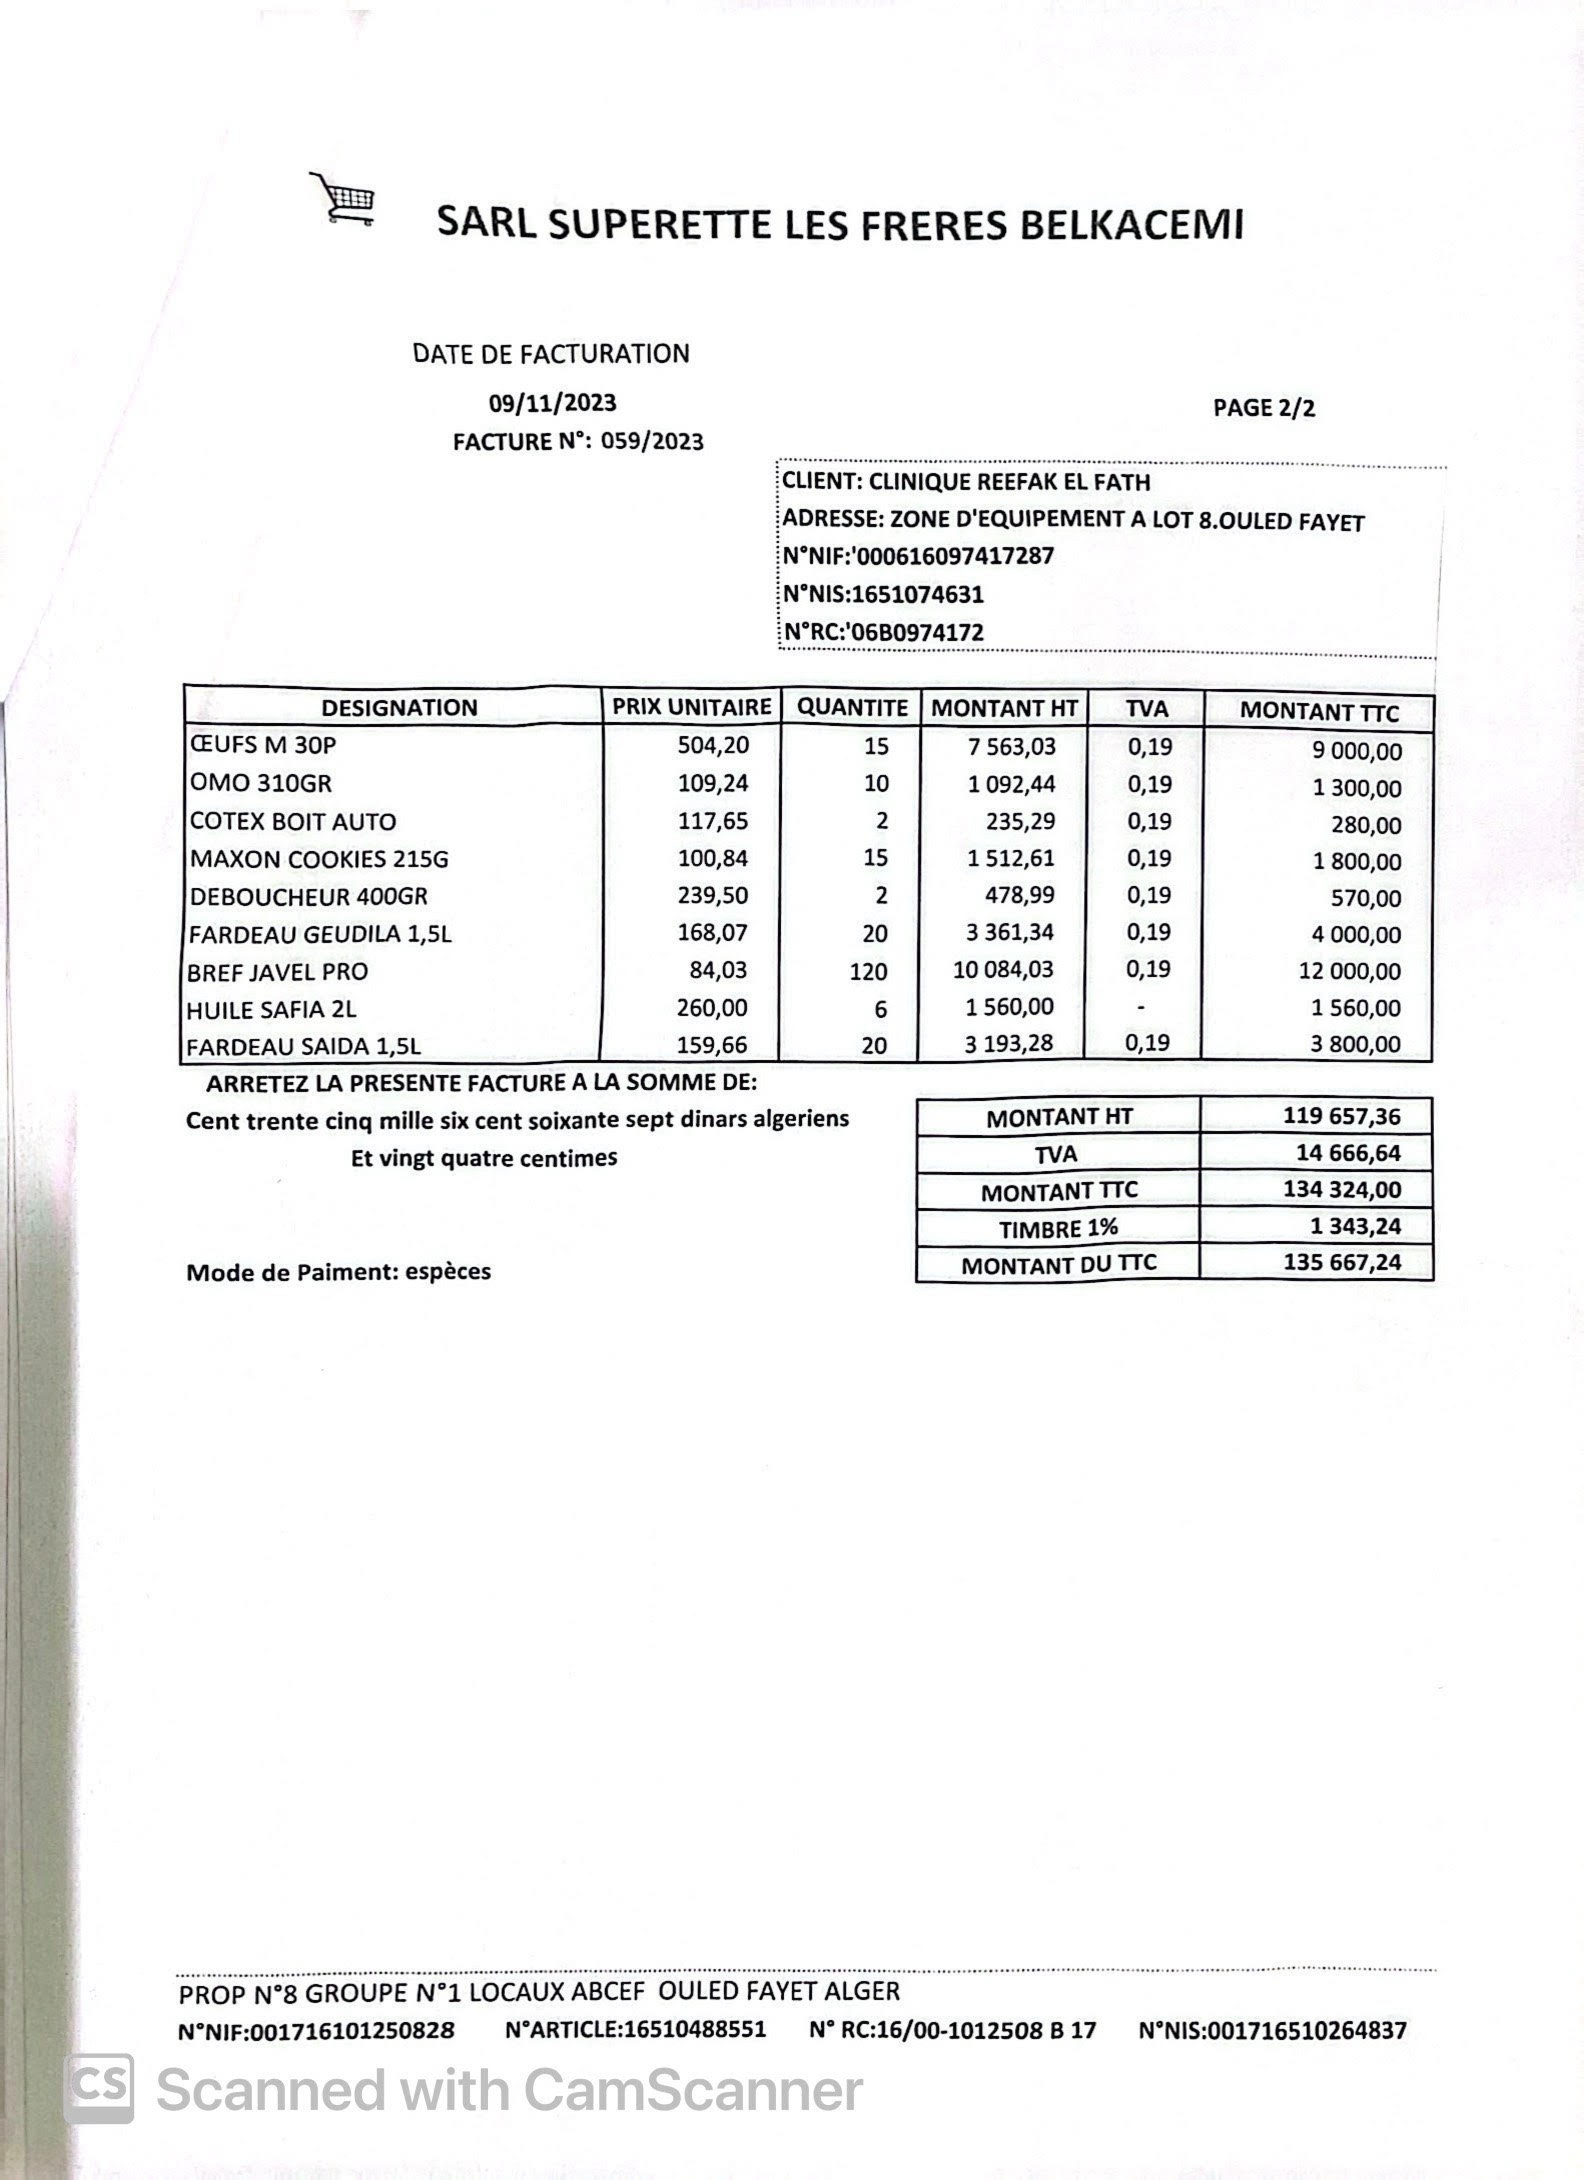 SARL SUPERETTE LES FRERES BELKACEMI
DATE DE FACTURATION
09/11/2023
PAGE 2/2
FACTURE N°: 059/2023
CLIENT: CLINIQUE REEFAK EL FATH
ADRESSE: ZONE D'EQUIPEMENT A LOT 8.OULED FAYET
N°NIF:'000616097417287
N°NIS:1651074631
N°RC:'06B0974172
DESIGNATION PRIX UNITAIRE QUANTITE MONTANT HT TVA MONTANT TTC
ŒUFS M 30P 504,20 15 7 563,03 0,19 9 000,00
OMO 310GR 109,24 10 1 092,44 0,19 1 300,00
COTEX BOIT AUTO 117,65 2 235,29 0,19 280,00
MAXON COOKIES 215G 100,84 15 1 512,61 0,19 1 800,00
DEBOUCHEUR 400GR 239,50 2 478,99 0,19 570,00
FARDEAU GEUDILA 1,5L 168,07 20 3 361,34 0,19 4 000,00
BREF JAVEL PRO 84,03 120 10 084,03 0,19 12 000,00
HUILE SAFIA 2L 260,00 6 1 560,00 - 1 560,00
FARDEAU SAIDA 1,5L 159,66 20 3 193,28 0,19 3 800,00
ARRETEZ LA PRESENTE FACTURE A LA SOMME DE:
Cent trente cinq mille six cent soixante sept dinars algeriens
Et vingt quatre centimes
MONTANT HT 119 657,36
TVA 14 666,64
MONTANT TTC 134 324,00
TIMBRE 1% 1 343,24
MONTANT DU TTC 135 667,24
Mode de Paiment: espèces
PROP N°8 GROUPE N°1 LOCAUX ABCEF OULED FAYET ALGER
N°NIF:001716101250828 N°ARTICLE:16510488551 N° RC:16/00-1012508 B 17 N°NIS:001716510264837
CS Scanned with CamScanner